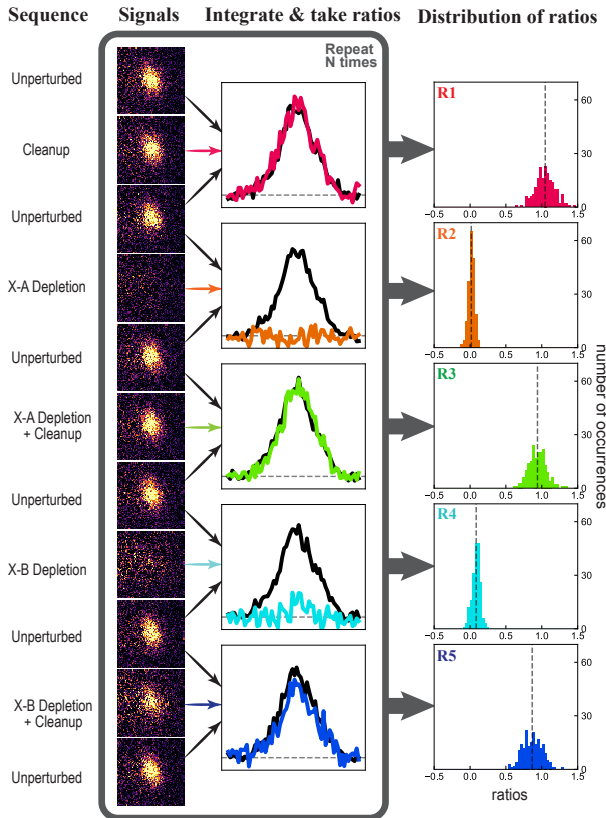 Sequence
Signals
Integrate & take ratios
Distribution of ratios
Repeat
N times
Unperturbed
Cleanup
Unperturbed
X-A Depletion
Unperturbed
X-A Depletion
+ Cleanup
Unperturbed
X-B Depletion
Unperturbed
X-B Depletion
+ Cleanup
Unperturbed
R1
60
30
0
-0.5 0.0 0.5 1.0 1.5
R2
60
30
0
-0.5 0.0 0.5 1.0 1.5
R3
60
30
0
-0.5 0.0 0.5 1.0 1.5
R4
60
30
0
-0.5 0.0 0.5 1.0 1.5
R5
60
30
0
-0.5 0.0 0.5 1.0 1.5
ratios
number of occurrences